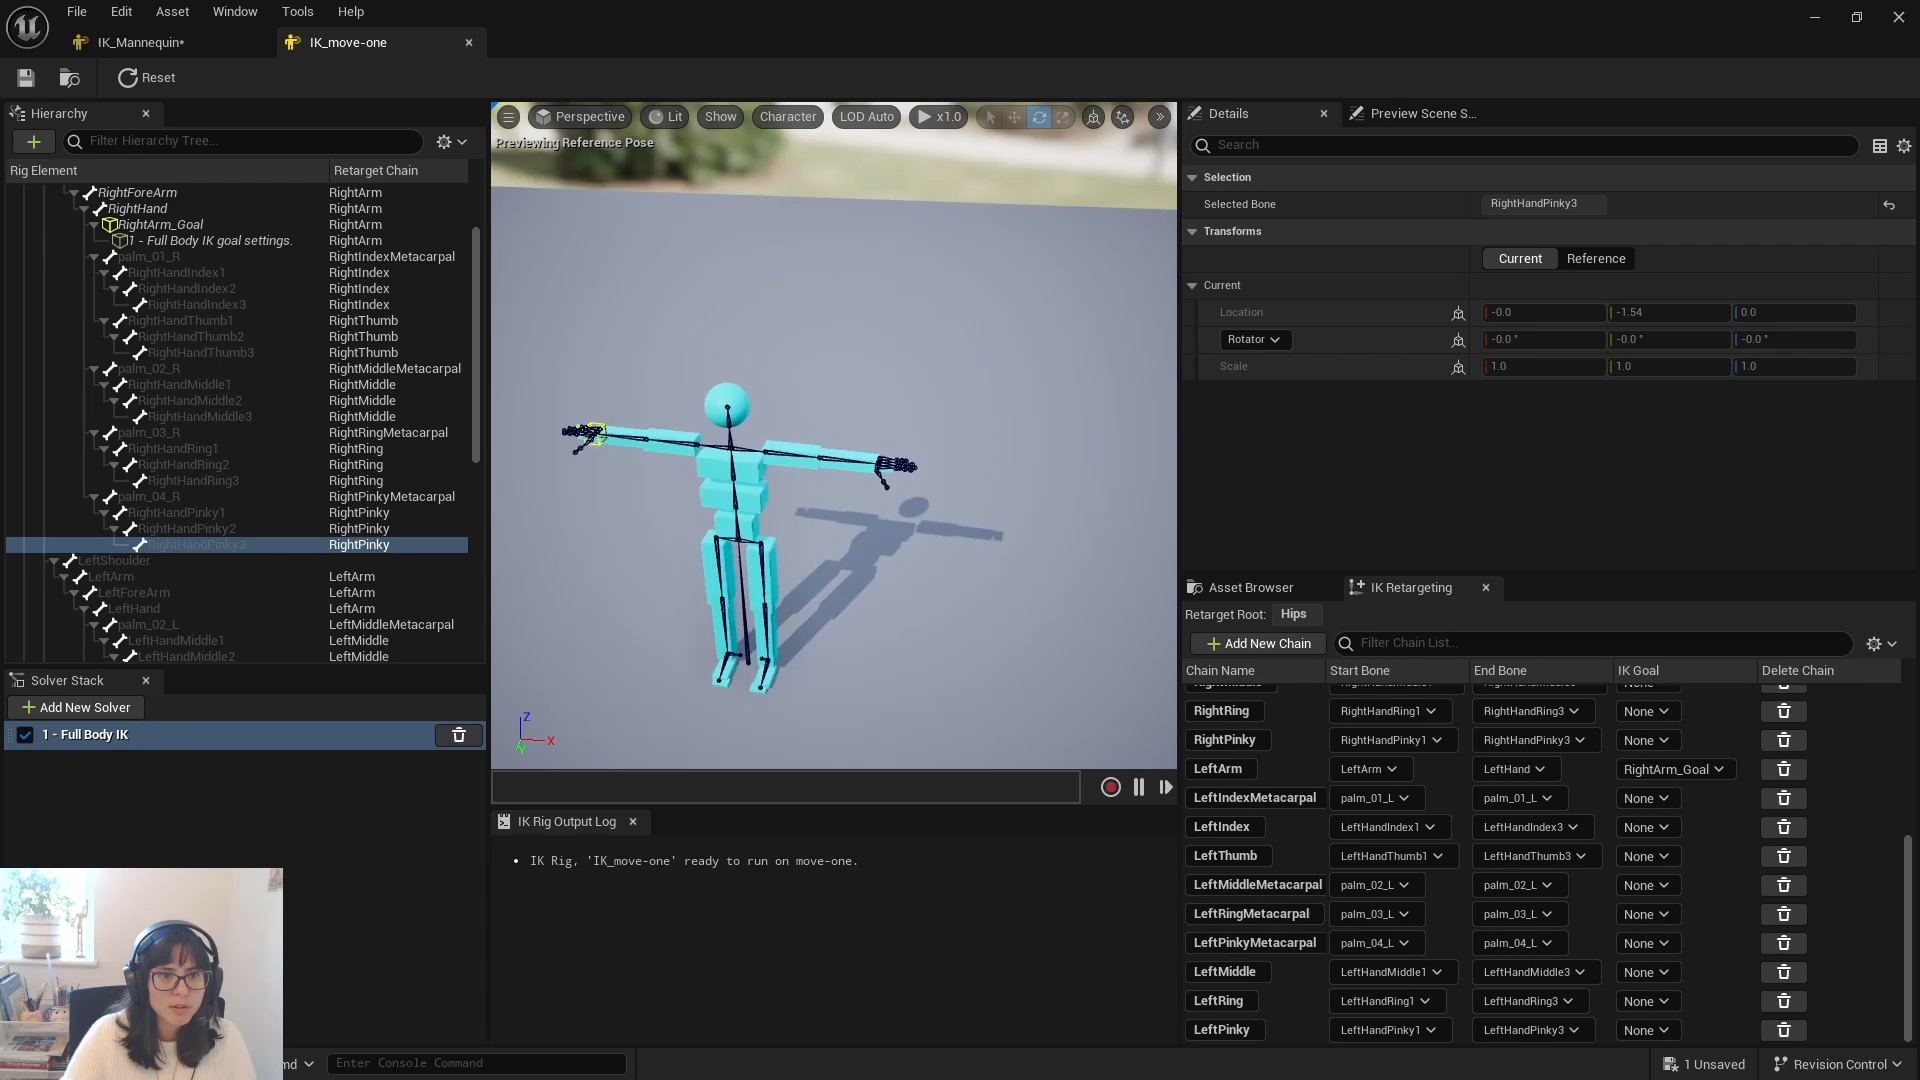 File Edit Asset Window Tools Help
IK_Mannequin*
IK_move-one
Reset
Hierarchy
Filter Hierarchy Tree...
Rig Element Retarget Chain
RightForeArm RightArm
RightHand RightArm
RightArm_Goal RightArm
1 - Full Body IK goal settings. RightArm
palm_01_R RightIndexMetacarpal
RightHandIndex1 RightIndex
RightHandIndex2 RightIndex
RightHandIndex3 RightIndex
RightHandThumb1 RightThumb
RightHandThumb2 RightThumb
RightHandThumb3 RightThumb
palm_02_R RightMiddleMetacarpal
RightHandMiddle1 RightMiddle
RightHandMiddle2 RightMiddle
RightHandMiddle3 RightMiddle
palm_03_R RightRingMetacarpal
RightHandRing1 RightRing
RightHandRing2 RightRing
RightHandRing3 RightRing
palm_04_R RightPinkyMetacarpal
RightHandPinky1 RightPinky
RightHandPinky2 RightPinky
RightHandPinky3 RightPinky
LeftShoulder
LeftArm LeftArm
LeftForeArm LeftArm
LeftHand LeftArm
palm_02_L LeftMiddleMetacarpal
LeftHandMiddle1 LeftMiddle
LeftHandMiddle2 LeftMiddle
Solver Stack
Add New Solver
1 - Full Body IK
Perspective Lit Show Character LOD Auto x1.0
Previewing Reference Pose
Z
X
Y
IK Rig Output Log
IK Rig, 'IK_move-one' ready to run on move-one.
Enter Console Command
Details
Preview Scene S...
Search
Selection
Selected Bone RightHandPinky3
Transforms
Current Reference
Current
Location -0.0 -1.54 0.0
Rotator -0.0 ° -0.0 ° -0.0 °
Scale 1.0 1.0 1.0
Asset Browser
IK Retargeting
Retarget Root: Hips
Add New Chain
Filter Chain List...
Chain Name Start Bone End Bone IK Goal Delete Chain
RightRing RightHandRing1 RightHandRing3 None
RightPinky RightHandPinky1 RightHandPinky3 None
LeftArm LeftArm LeftHand RightArm_Goal
LeftIndexMetacarpal palm_01_L palm_01_L None
LeftIndex LeftHandIndex1 LeftHandIndex3 None
LeftThumb LeftHandThumb1 LeftHandThumb3 None
LeftMiddleMetacarpal palm_02_L palm_02_L None
LeftRingMetacarpal palm_03_L palm_03_L None
LeftPinkyMetacarpal palm_04_L palm_04_L None
LeftMiddle LeftHandMiddle1 LeftHandMiddle3 None
LeftRing LeftHandRing1 LeftHandRing3 None
LeftPinky LeftHandPinky1 LeftHandPinky3 None
1 Unsaved
Revision Control